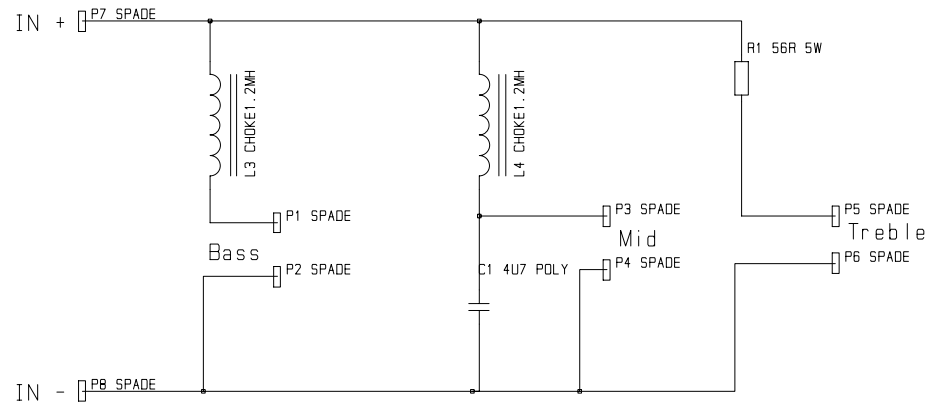 IN + P7 SPADE
R1 56R 5W
L3 CHOKE1.2MH
L4 CHOKE1.2MH
P1 SPADE
P3 SPADE
P5 SPADE
Bass
Mid
Treble
P2 SPADE
C1 4U7 POLY
P4 SPADE
P6 SPADE
IN - P8 SPADE